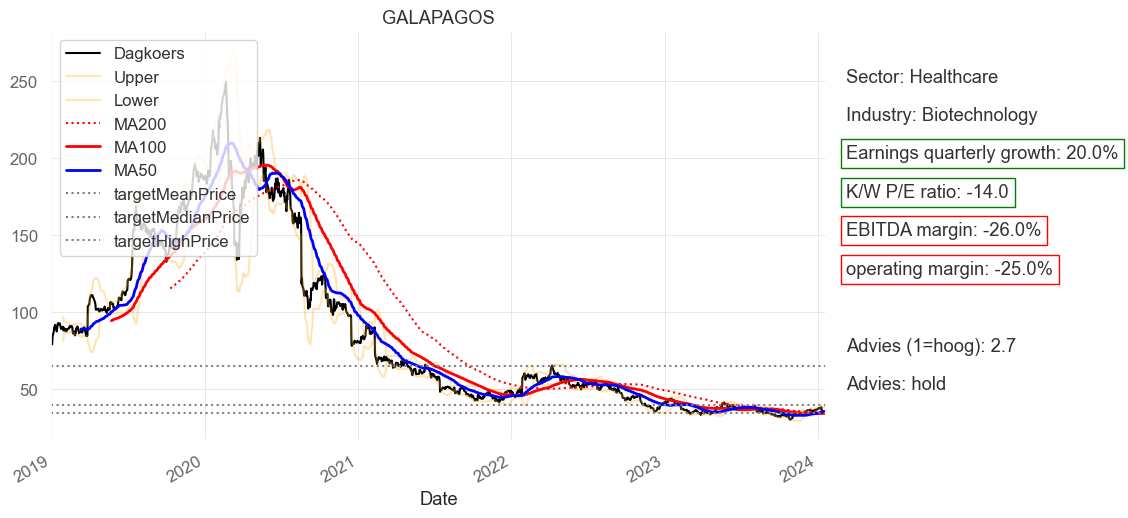 GALAPAGOS
Dagkoers
Upper
Lower
MA200
MA100
MA50
targetMeanPrice
targetMedianPrice
targetHighPrice
250
200
150
100
50
2019
2020
2021
2022
2023
2024
Date
Sector: Healthcare
Industry: Biotechnology
Earnings quarterly growth: 20.0%
K/W P/E ratio: -14.0
EBITDA margin: -26.0%
operating margin: -25.0%
Advies (1=hoog): 2.7
Advies: hold